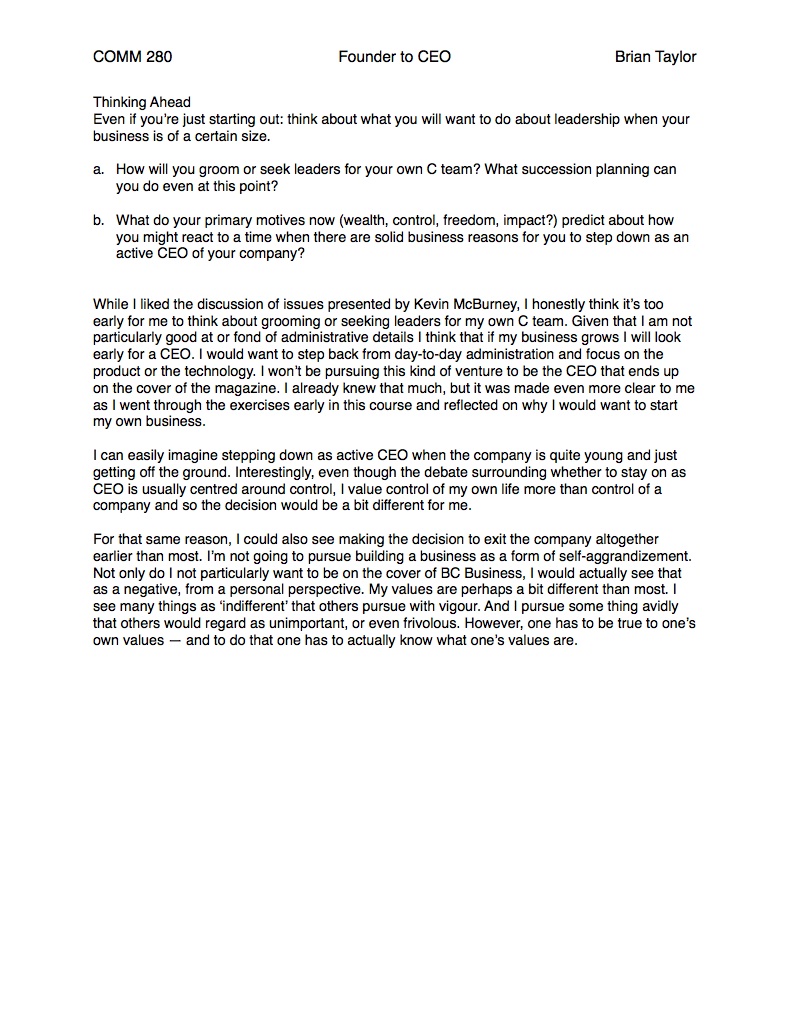 COMM 280 Founder to CEO Brian Taylor
Thinking Ahead
Even if you're just starting out: think about what you will want to do about leadership when your
business is of a certain size.
a. How will you groom or seek leaders for your own C team? What succession planning can
you do even at this point?
b. What do your primary motives now (wealth, control, freedom, impact?) predict about how
you might react to a time when there are solid business reasons for you to step down as an
active CEO of your company?
While I liked the discussion of issues presented by Kevin McBurney, I honestly think it's too
early for me to think about grooming or seeking leaders for my own C team. Given that I am not
particularly good at or fond of administrative details I think that if my business grows I will look
early for a CEO. I would want to step back from day-to-day administration and focus on the
product or the technology. I won't be pursuing this kind of venture to be the CEO that ends up
on the cover of the magazine. I already knew that much, but it was made even more clear to me
as I went through the exercises early in this course and reflected on why I would want to start
my own business.
I can easily imagine stepping down as active CEO when the company is quite young and just
getting off the ground. Interestingly, even though the debate surrounding whether to stay on as
CEO is usually centred around control, I value control of my own life more than control of a
company and so the decision would be a bit different for me.
For that same reason, I could also see making the decision to exit the company altogether
earlier than most. I'm not going to pursue building a business as a form of self-aggrandizement.
Not only do I not particularly want to be on the cover of BC Business, I would actually see that
as a negative, from a personal perspective. My values are perhaps a bit different than most. I
see many things as 'indifferent' that others pursue with vigour. And I pursue some thing avidly
that others would regard as unimportant, or even frivolous. However, one has to be true to one's
own values — and to do that one has to actually know what one's values are.